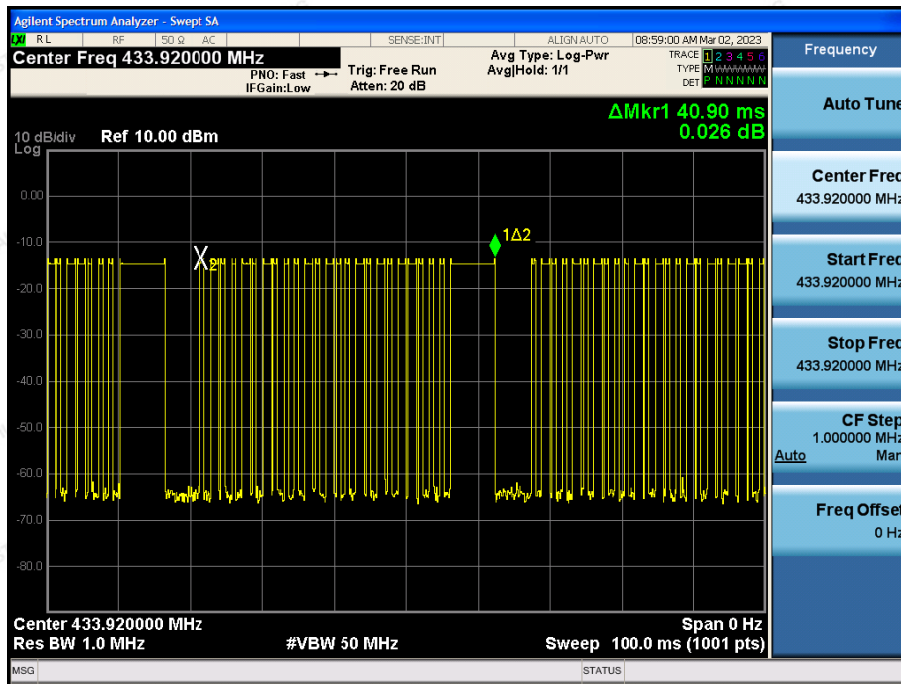 Agilent Spectrum Analyzer - Swept SA
LXI RL RF 50 Ω AC SENSE:INT ALIGN AUTO 08:59:00 AM Mar 02, 2023
Center Freq 433.920000 MHz
PNO: Fast
IFGain:Low
Trig: Free Run
Atten: 20 dB
Avg Type: Log-Pwr
Avg|Hold: 1/1
TRACE 1 2 3 4 5 6
TYPE M
DET P N N N N N
ΔMkr1 40.90 ms
0.026 dB
10 dB/div Ref 10.00 dBm
Log
0.00
-10.0
-20.0
-30.0
-40.0
-50.0
-60.0
-70.0
-80.0
X2
1Δ2
Center 433.920000 MHz Span 0 Hz
Res BW 1.0 MHz #VBW 50 MHz Sweep 100.0 ms (1001 pts)
MSG STATUS
Frequency
Auto Tune
Center Freq
433.920000 MHz
Start Freq
433.920000 MHz
Stop Freq
433.920000 MHz
CF Step
1.000000 MHz
Auto Man
Freq Offset
0 Hz